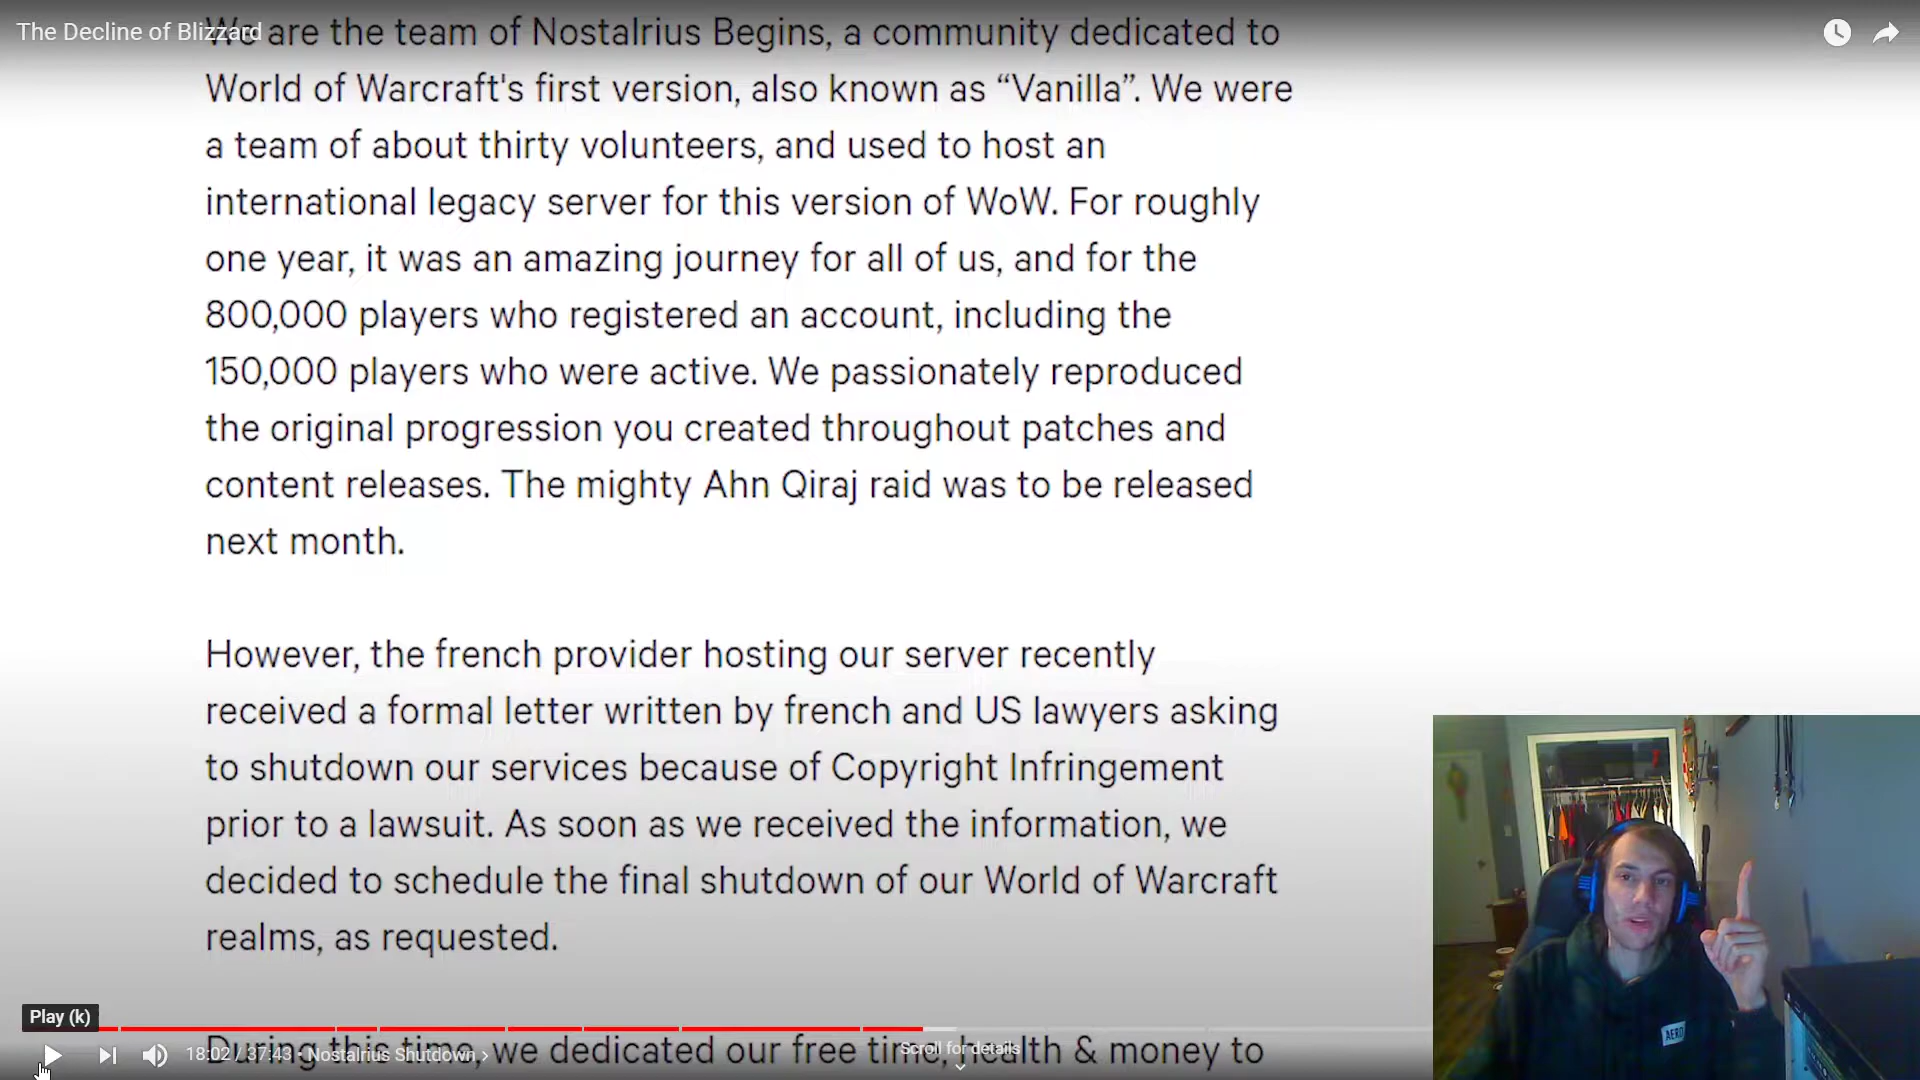 The Decline of Blizzard
We are the team of Nostalrius Begins, a community dedicated to
World of Warcraft's first version, also known as “Vanilla”. We were
a team of about thirty volunteers, and used to host an
international legacy server for this version of WoW. For roughly
one year, it was an amazing journey for all of us, and for the
800,000 players who registered an account, including the
150,000 players who were active. We passionately reproduced
the original progression you created throughout patches and
content releases. The mighty Ahn Qiraj raid was to be released
next month.
However, the french provider hosting our server recently
received a formal letter written by french and US lawyers asking
to shutdown our services because of Copyright Infringement
prior to a lawsuit. As soon as we received the information, we
decided to schedule the final shutdown of our World of Warcraft
realms, as requested.
During this time, we dedicated our free time, health & money to
Play (k)
18:02 / 37:43 • Nostalrius Shutdown ›
Scroll for details
AERO